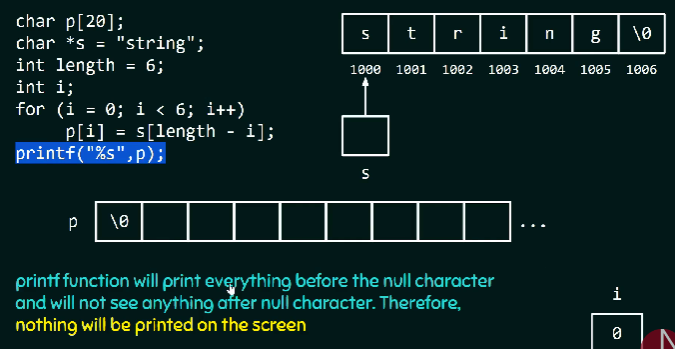 char p[20];
char *s = "string";
int length = 6;
int i;
for (i = 0; i < 6; i++)
p[i] = s[length - i];
printf("%s",p);
s t r i n g \0
1000 1001 1002 1003 1004 1005 1006
s
p \0 ...
printf function will print everything before the null character
and will not see anything after null character. Therefore,
nothing will be printed on the screen
i
0
N